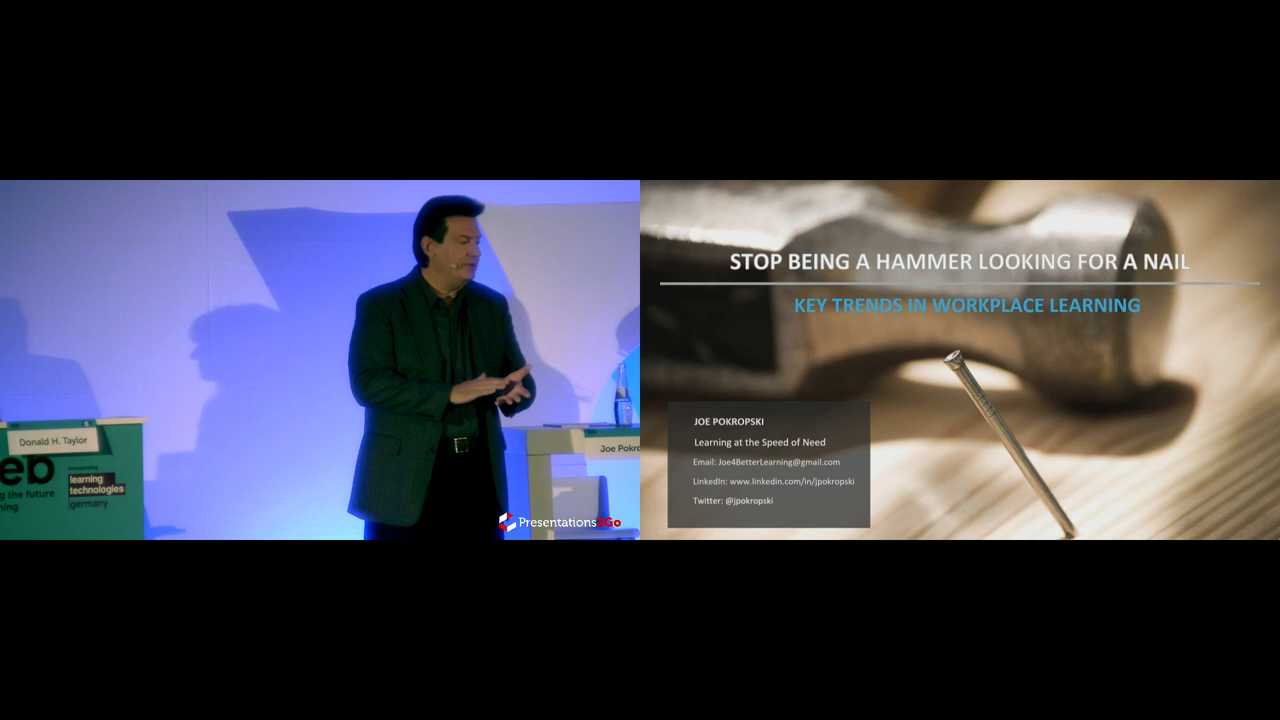 Donald H. Taylor
eb
g the future
ning
incorporating
learning
technologies
germany
Joe Pokro
Presentations2Go
STOP BEING A HAMMER LOOKING FOR A NAIL
KEY TRENDS IN WORKPLACE LEARNING
JOE POKROPSKI
Learning at the Speed of Need
Email: Joe4BetterLearning@gmail.com
LinkedIn: www.linkedin.com/in/jpokropski
Twitter: @jpokropski